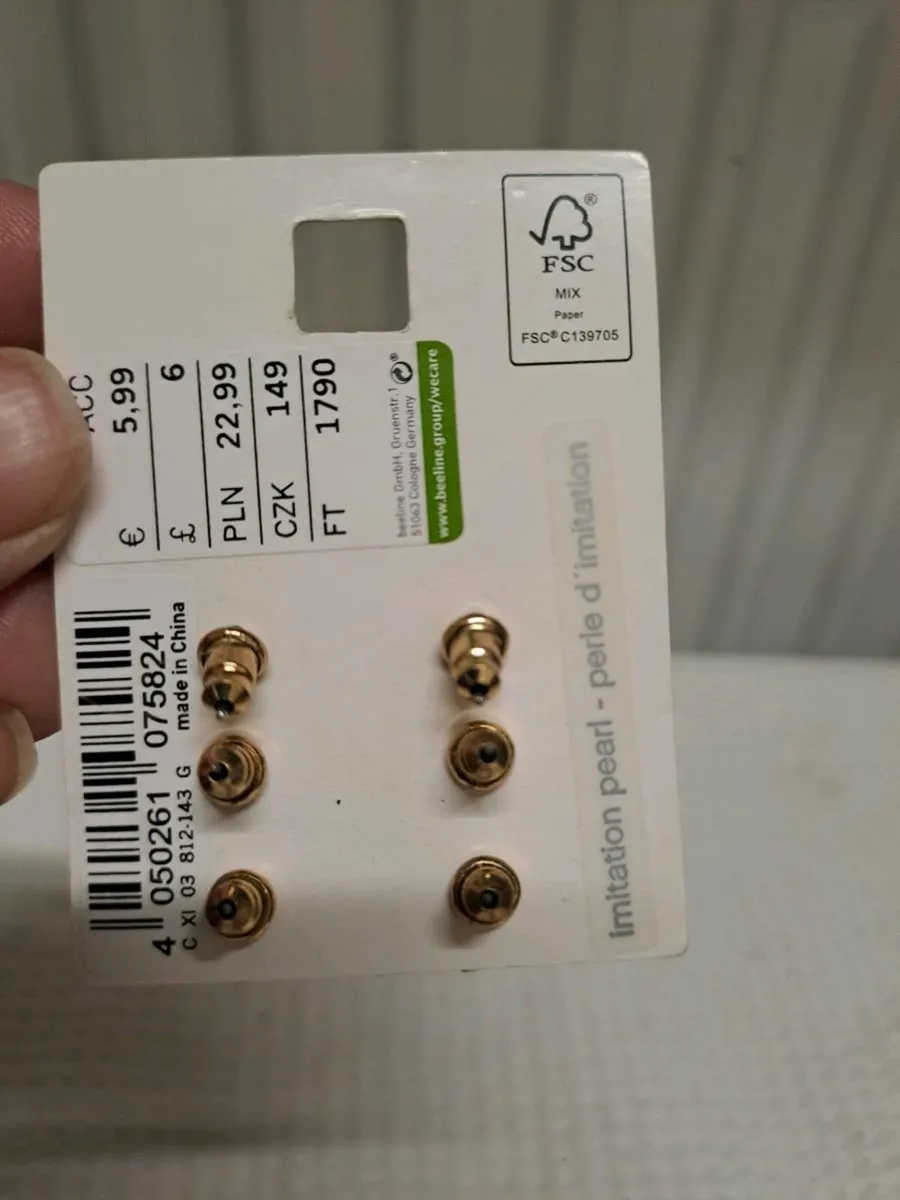 FSC®
MIX
Paper
FSC® C139705
ACC
€ 5,99
£ 6
PLN 22,99
CZK 149
FT 1790
beeline GmbH, Gruenstr. 1
51063 Cologne Germany
www.beeline.group/wecare
4 050261 075824
made in China
C XI 03 812-143 G
imitation pearl - perle d´imitation